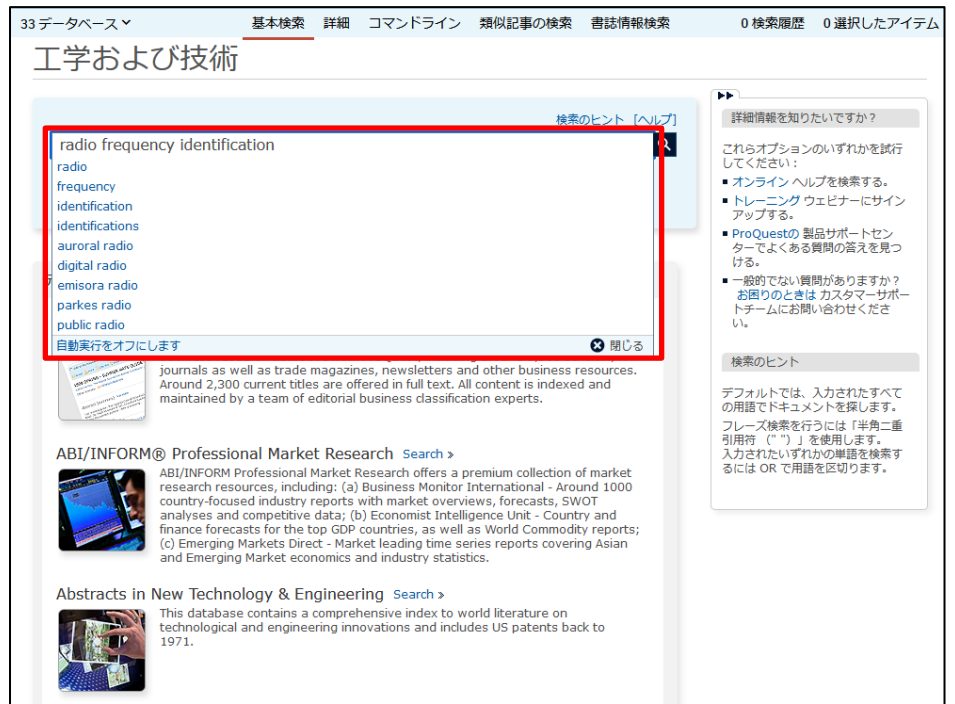 33 データベース
基本検索 詳細 コマンドライン 類似記事の検索 書誌情報検索
0 検索履歴 0 選択したアイテム
工学および技術
検索のヒント [ヘルプ]
radio frequency identification
radio
frequency
identification
identifications
auroral radio
digital radio
emisora radio
parkes radio
public radio
自動実行をオフにします
閉じる
journals as well as trade magazines, newsletters and other business resources.
Around 2,300 current titles are offered in full text. All content is indexed and
maintained by a team of editorial business classification experts.
ABI/INFORM® Professional Market Research Search »
ABI/INFORM Professional Market Research offers a premium collection of market
research resources, including: (a) Business Monitor International - Around 1000
country-focused industry reports with market overviews, forecasts, SWOT
analyses and competitive data; (b) Economist Intelligence Unit - Country and
finance forecasts for the top GDP countries, as well as World Commodity reports;
(c) Emerging Markets Direct - Market leading time series reports covering Asian
and Emerging Market economics and industry statistics.
Abstracts in New Technology & Engineering Search »
This database contains a comprehensive index to world literature on
technological and engineering innovations and includes US patents back to
1971.
詳細情報を知りたいですか？
これらオプションのいずれかを試行
してください：
オンライン ヘルプを検索する。
トレーニング ウェビナーにサイン
アップする。
ProQuestの 製品サポートセン
ターでよくある質問の答えを見つ
ける。
一般的でない質問がありますか？
お困りのときは カスタマーサポー
トチームにお問い合わせくださ
い。
検索のヒント
デフォルトでは、入力されたすべて
の用語でドキュメントを探します。
フレーズ検索を行うには「半角二重
引用符 （" "）」を使用します。
入力されたいずれかの単語を検索す
るには OR で用語を区切ります。